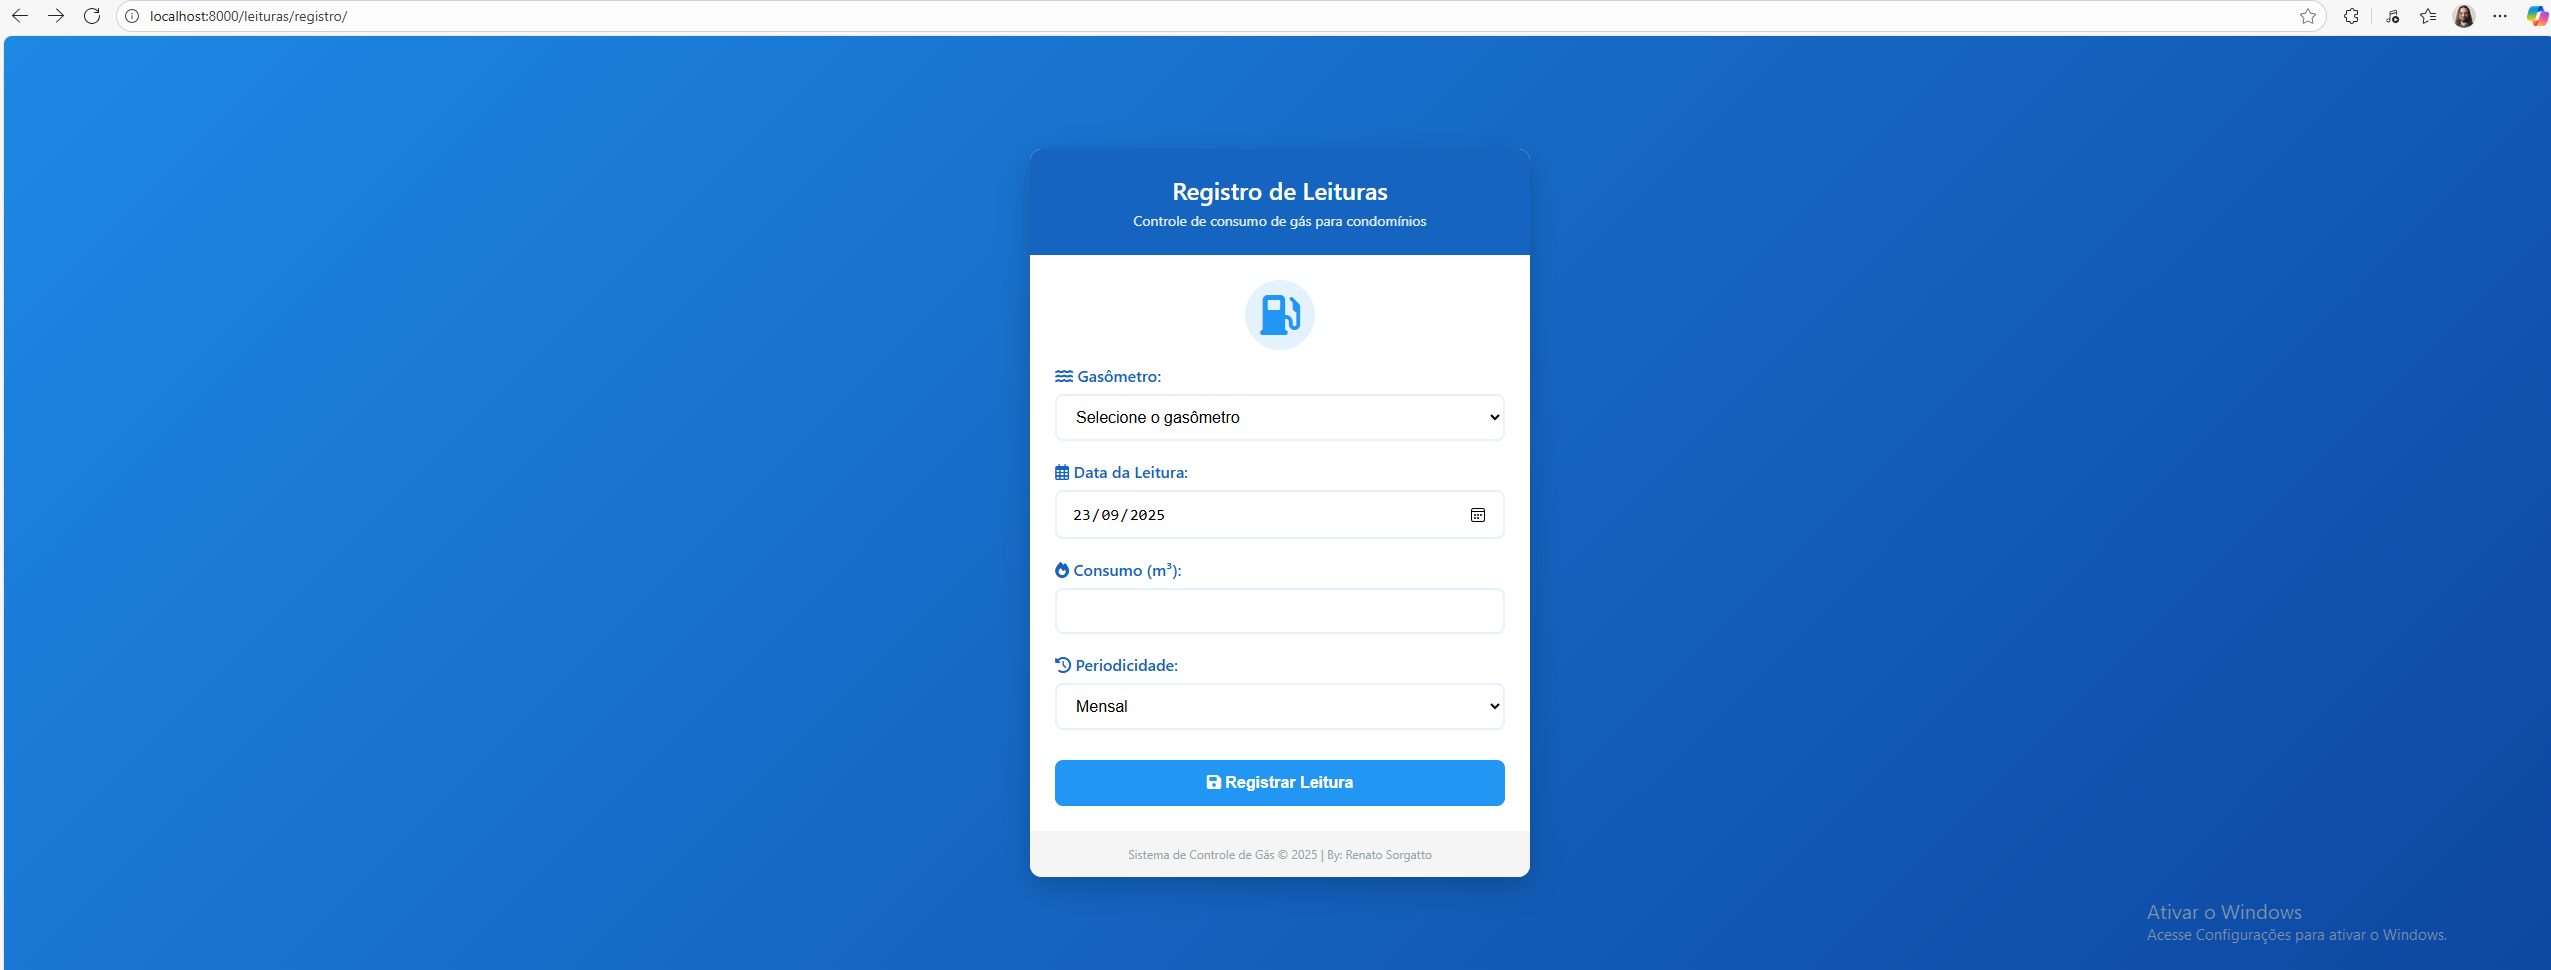 localhost:8000/leituras/registro/
Registro de Leituras
Controle de consumo de gás para condomínios
Gasômetro:
Selecione o gasômetro
Data da Leitura:
23/09/2025
Consumo (m³):
Periodicidade:
Mensal
Registrar Leitura
Sistema de Controle de Gás © 2025 | By: Renato Sorgatto
Ativar o Windows
Acesse Configurações para ativar o Windows.